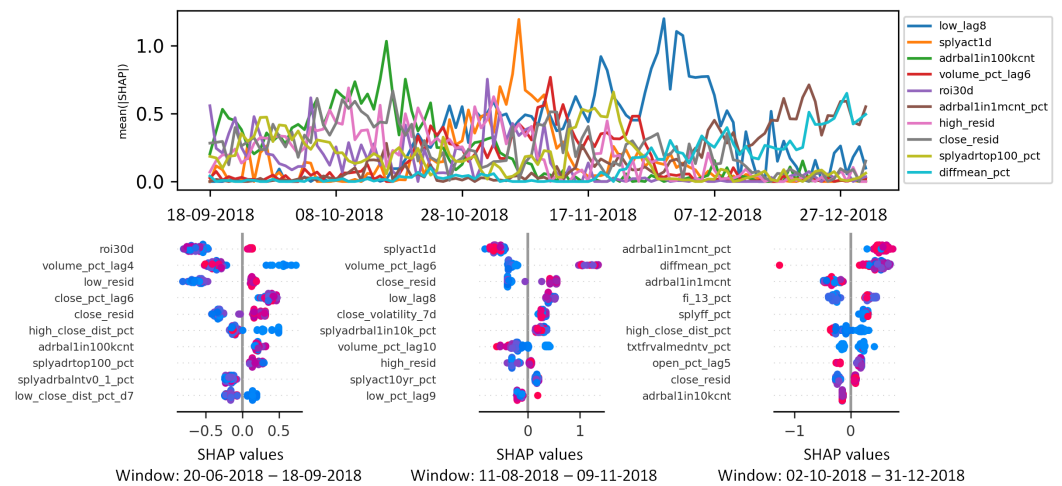 mean(|SHAP|)
1.0
0.5
0.0
18-09-2018 08-10-2018 28-10-2018 17-11-2018 07-12-2018 27-12-2018
low_lag8
splyact1d
adrbal1in100kcnt
volume_pct_lag6
roi30d
adrbal1in1mcnt_pct
high_resid
close_resid
splyadrtop100_pct
diffmean_pct
roi30d
volume_pct_lag4
low_resid
close_pct_lag6
close_resid
high_close_dist_pct
adrbal1in100kcnt
splyadrtop100_pct
splyadrbalntv0_1_pct
low_close_dist_pct_d7
−0.5 0.0 0.5
SHAP values
Window: 20-06-2018 – 18-09-2018
splyact1d
volume_pct_lag6
close_resid
low_lag8
close_volatility_7d
splyadrbal1in10k_pct
volume_pct_lag10
high_resid
splyact10yr_pct
low_pct_lag9
0 1
SHAP values
Window: 11-08-2018 – 09-11-2018
adrbal1in1mcnt_pct
diffmean_pct
adrbal1in1mcnt
fi_13_pct
splyff_pct
high_close_dist_pct
txtfrvalmedntv_pct
open_pct_lag5
close_resid
adrbal1in10kcnt
−1 0
SHAP values
Window: 02-10-2018 – 31-12-2018